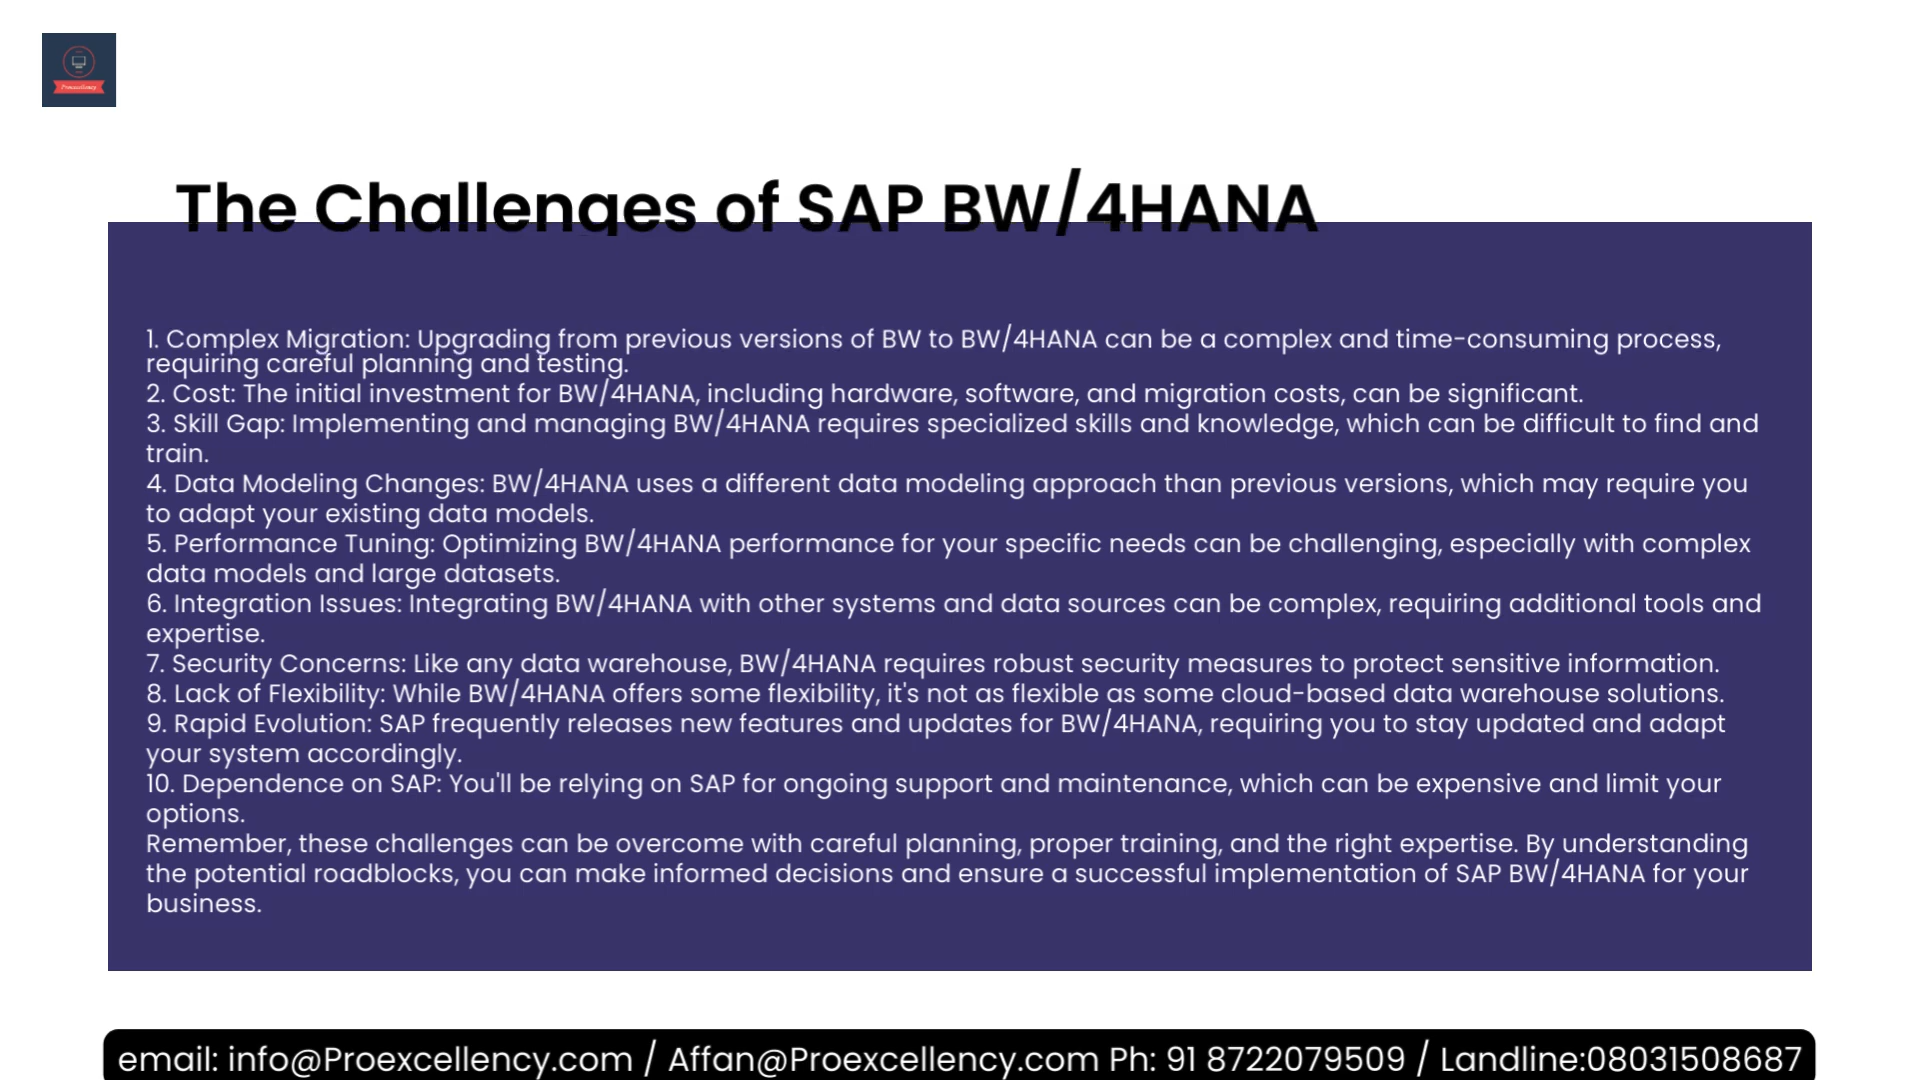 Proexcellency
The Challenges of SAP BW/4HANA
1. Complex Migration: Upgrading from previous versions of BW to BW/4HANA can be a complex and time-consuming process,
requiring careful planning and testing.
2. Cost: The initial investment for BW/4HANA, including hardware, software, and migration costs, can be significant.
3. Skill Gap: Implementing and managing BW/4HANA requires specialized skills and knowledge, which can be difficult to find and
train.
4. Data Modeling Changes: BW/4HANA uses a different data modeling approach than previous versions, which may require you
to adapt your existing data models.
5. Performance Tuning: Optimizing BW/4HANA performance for your specific needs can be challenging, especially with complex
data models and large datasets.
6. Integration Issues: Integrating BW/4HANA with other systems and data sources can be complex, requiring additional tools and
expertise.
7. Security Concerns: Like any data warehouse, BW/4HANA requires robust security measures to protect sensitive information.
8. Lack of Flexibility: While BW/4HANA offers some flexibility, it's not as flexible as some cloud-based data warehouse solutions.
9. Rapid Evolution: SAP frequently releases new features and updates for BW/4HANA, requiring you to stay updated and adapt
your system accordingly.
10. Dependence on SAP: You'll be relying on SAP for ongoing support and maintenance, which can be expensive and limit your
options.
Remember, these challenges can be overcome with careful planning, proper training, and the right expertise. By understanding
the potential roadblocks, you can make informed decisions and ensure a successful implementation of SAP BW/4HANA for your
business.
email: info@Proexcellency.com / Affan@Proexcellency.com Ph: 91 8722079509 / Landline:08031508687